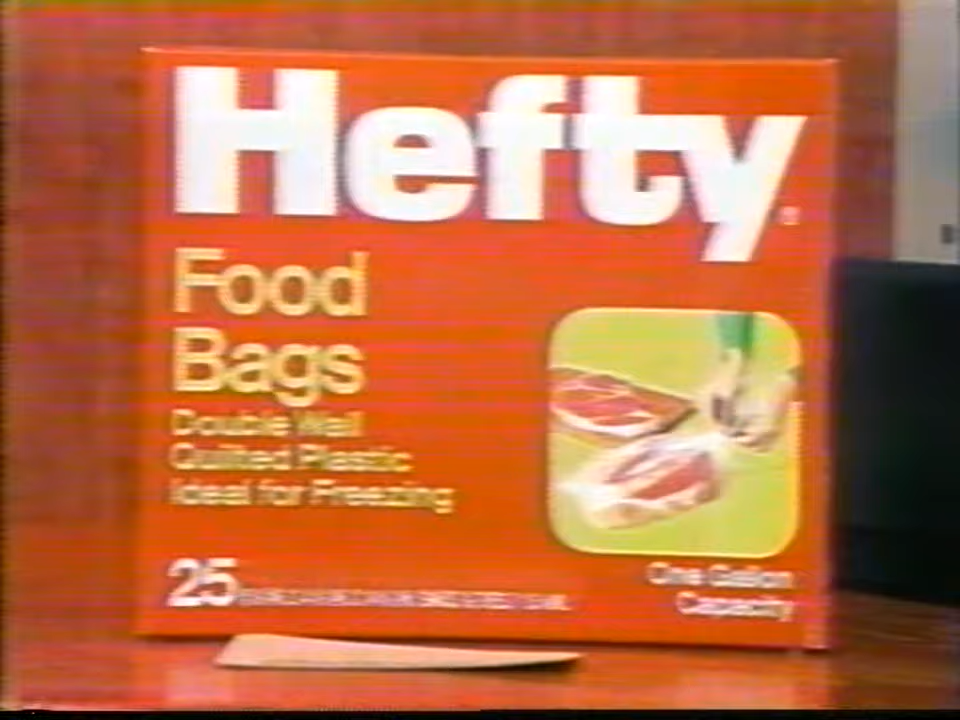 Hefty
Food
Bags
Double Wall
Quilted Plastic
Ideal for Freezing
25
One Gallon
Capacity